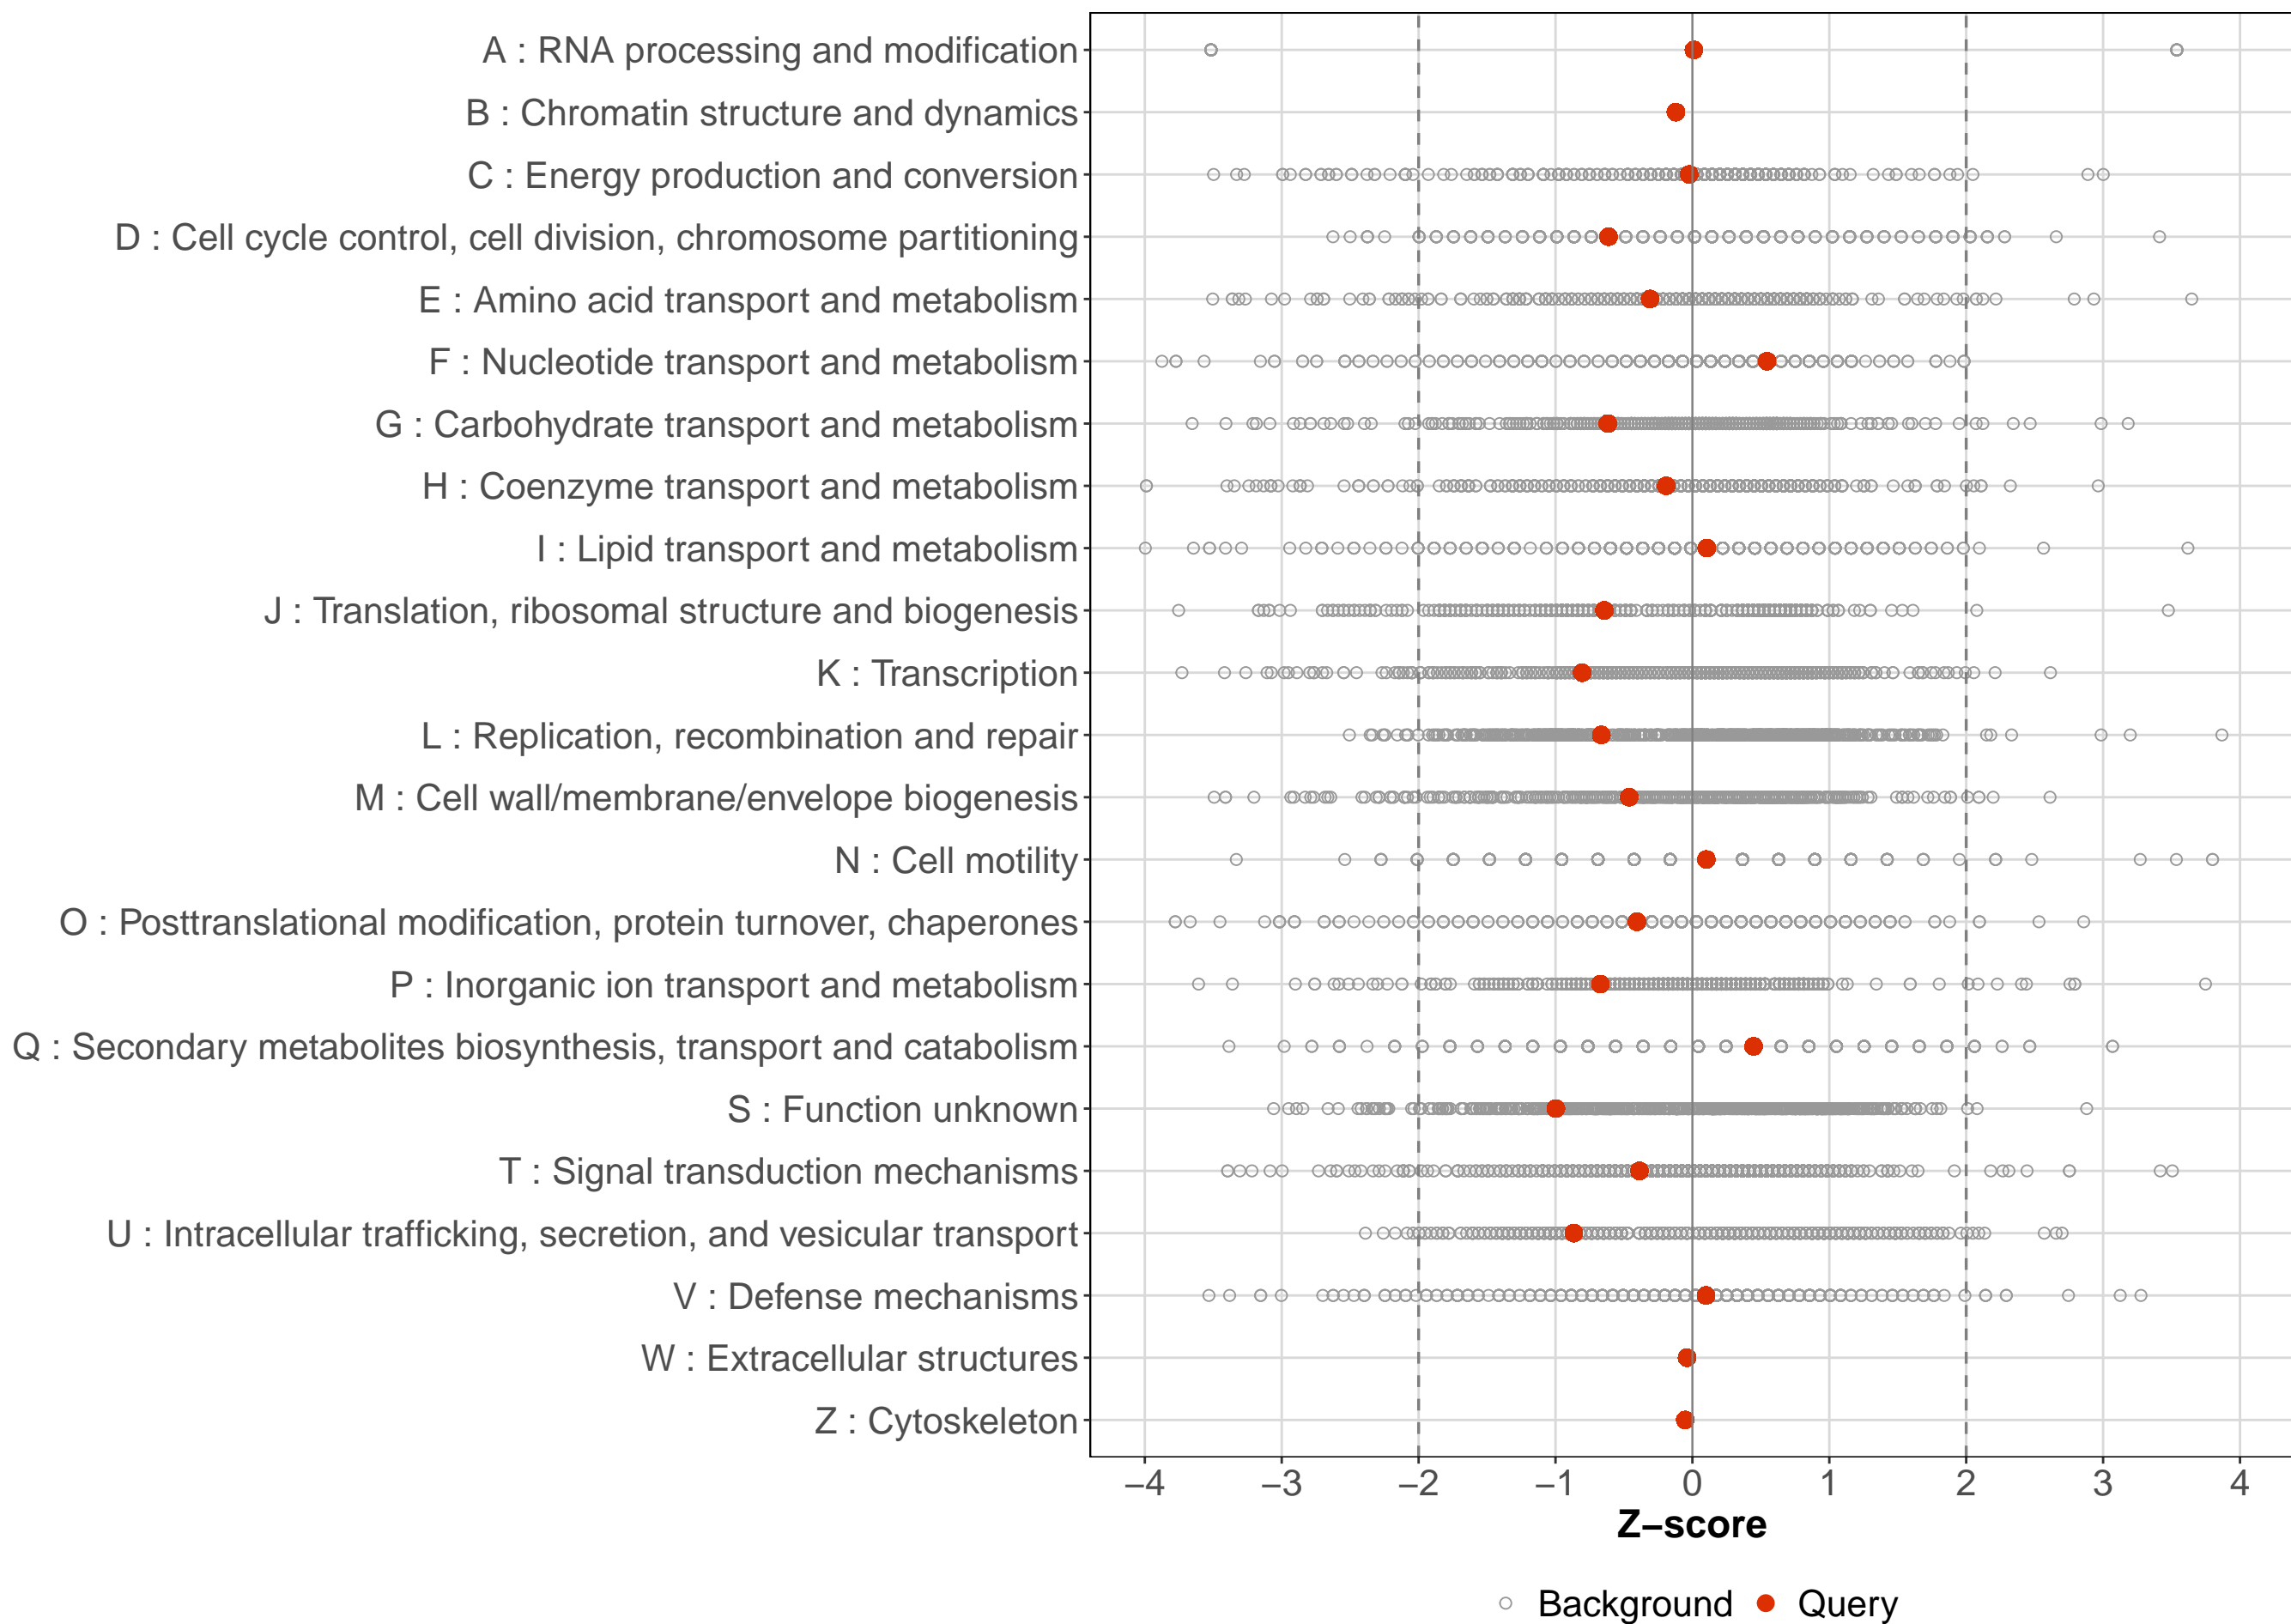 A : RNA processing and modification
B : Chromatin structure and dynamics
C : Energy production and conversion
D : Cell cycle control, cell division, chromosome partitioning
E : Amino acid transport and metabolism
F : Nucleotide transport and metabolism
G : Carbohydrate transport and metabolism
H : Coenzyme transport and metabolism
I : Lipid transport and metabolism
J : Translation, ribosomal structure and biogenesis
K : Transcription
L : Replication, recombination and repair
M : Cell wall/membrane/envelope biogenesis
N : Cell motility
O : Posttranslational modification, protein turnover, chaperones
P : Inorganic ion transport and metabolism
Q : Secondary metabolites biosynthesis, transport and catabolism
S : Function unknown
T : Signal transduction mechanisms
U : Intracellular trafficking, secretion, and vesicular transport
V : Defense mechanisms
W : Extracellular structures
Z : Cytoskeleton
−4 −3 −2 −1 0 1 2 3 4
Z−score
Background Query